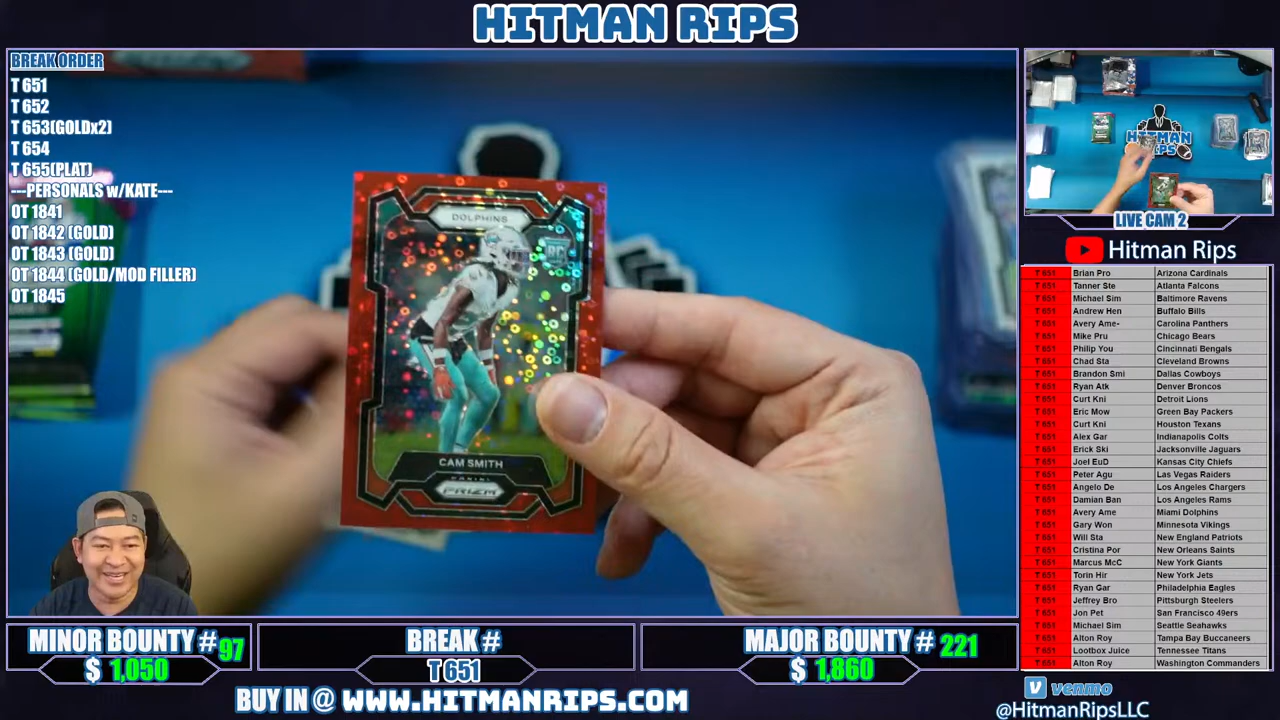 HITMAN RIPS
BREAK ORDER
T 651
T 652
T 653(GOLDx2)
T 654
T 655(PLAT)
---PERSONALS w/KATE---
OT 1841
OT 1842 (GOLD)
OT 1843 (GOLD)
OT 1844 (GOLD/MOD FILLER)
OT 1845
DOLPHINS
RC
CAM SMITH
PANINI
PRIZM
HITMAN
RIPS
LIVE CAM 2
Hitman Rips
T 651 Brian Pro Arizona Cardinals
T 651 Tanner Ste Atlanta Falcons
T 651 Michael Sim Baltimore Ravens
T 651 Andrew Hen Buffalo Bills
T 651 Avery Ame- Carolina Panthers
T 651 Mike Pru Chicago Bears
T 651 Philip You Cincinnati Bengals
T 651 Chad Sta Cleveland Browns
T 651 Brandon Smi Dallas Cowboys
T 651 Ryan Atk Denver Broncos
T 651 Curt Kni Detroit Lions
T 651 Eric Mow Green Bay Packers
T 651 Curt Kni Houston Texans
T 651 Alex Gar Indianapolis Colts
T 651 Erick Ski Jacksonville Jaguars
T 651 Joel EuD Kansas City Chiefs
T 651 Peter Agu Las Vegas Raiders
T 651 Angelo De Los Angeles Chargers
T 651 Damian Ban Los Angeles Rams
T 651 Avery Ame Miami Dolphins
T 651 Gary Won Minnesota Vikings
T 651 Will Sta New England Patriots
T 651 Cristina Por New Orleans Saints
T 651 Marcus McC New York Giants
T 651 Torin Hir New York Jets
T 651 Ryan Gar Philadelphia Eagles
T 651 Jeffrey Bro Pittsburgh Steelers
T 651 Jon Pet San Francisco 49ers
T 651 Michael Sim Seattle Seahawks
T 651 Alton Roy Tampa Bay Buccaneers
T 651 Lootbox Juice Tennessee Titans
T 651 Alton Roy Washington Commanders
MINOR BOUNTY # 97
$ 1,050
BREAK #
T 651
MAJOR BOUNTY # 221
$ 1,860
BUY IN @ WWW.HITMANRIPS.COM
venmo
@HitmanRipsLLC